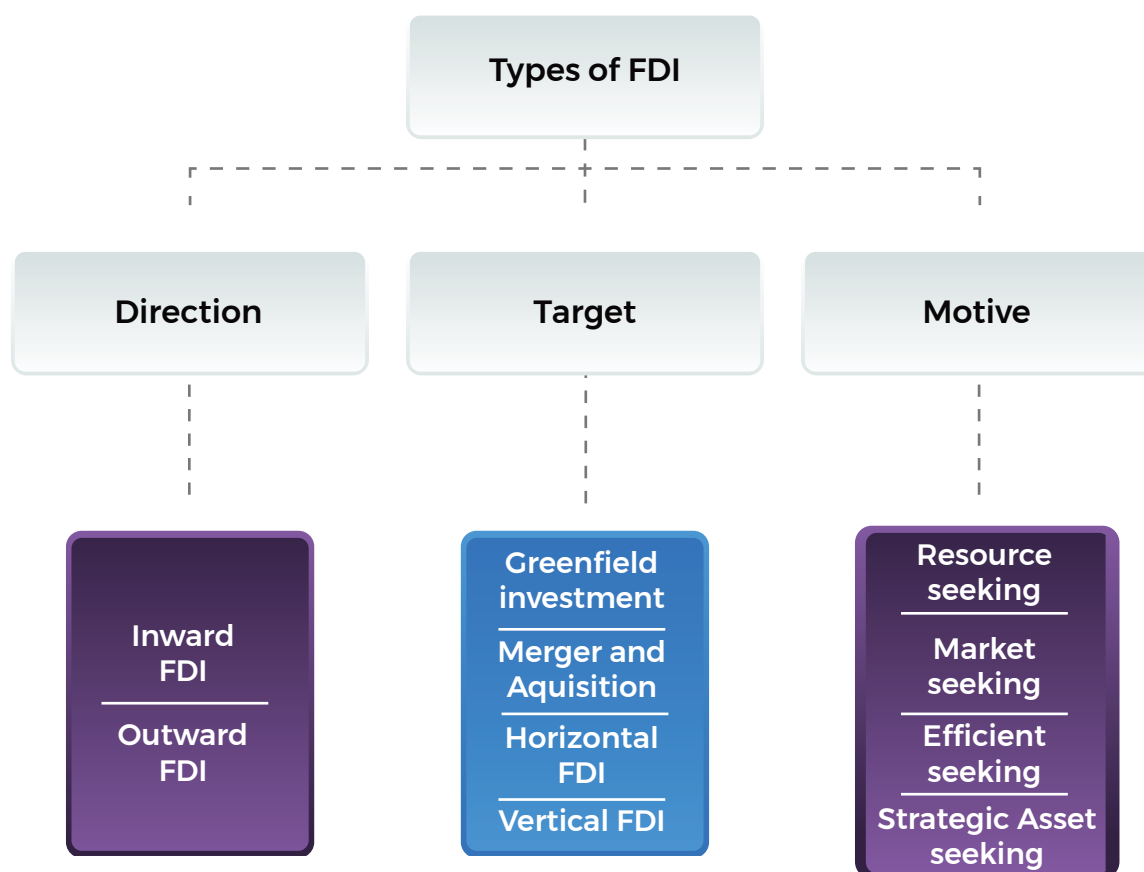 Types of FDI
Direction
Target
Motive
Inward
FDI
Outward
FDI
Greenfield
investment
Merger and
Aquisition
Horizontal
FDI
Vertical FDI
Resource
seeking
Market
seeking
Efficient
seeking
Strategic Asset
seeking